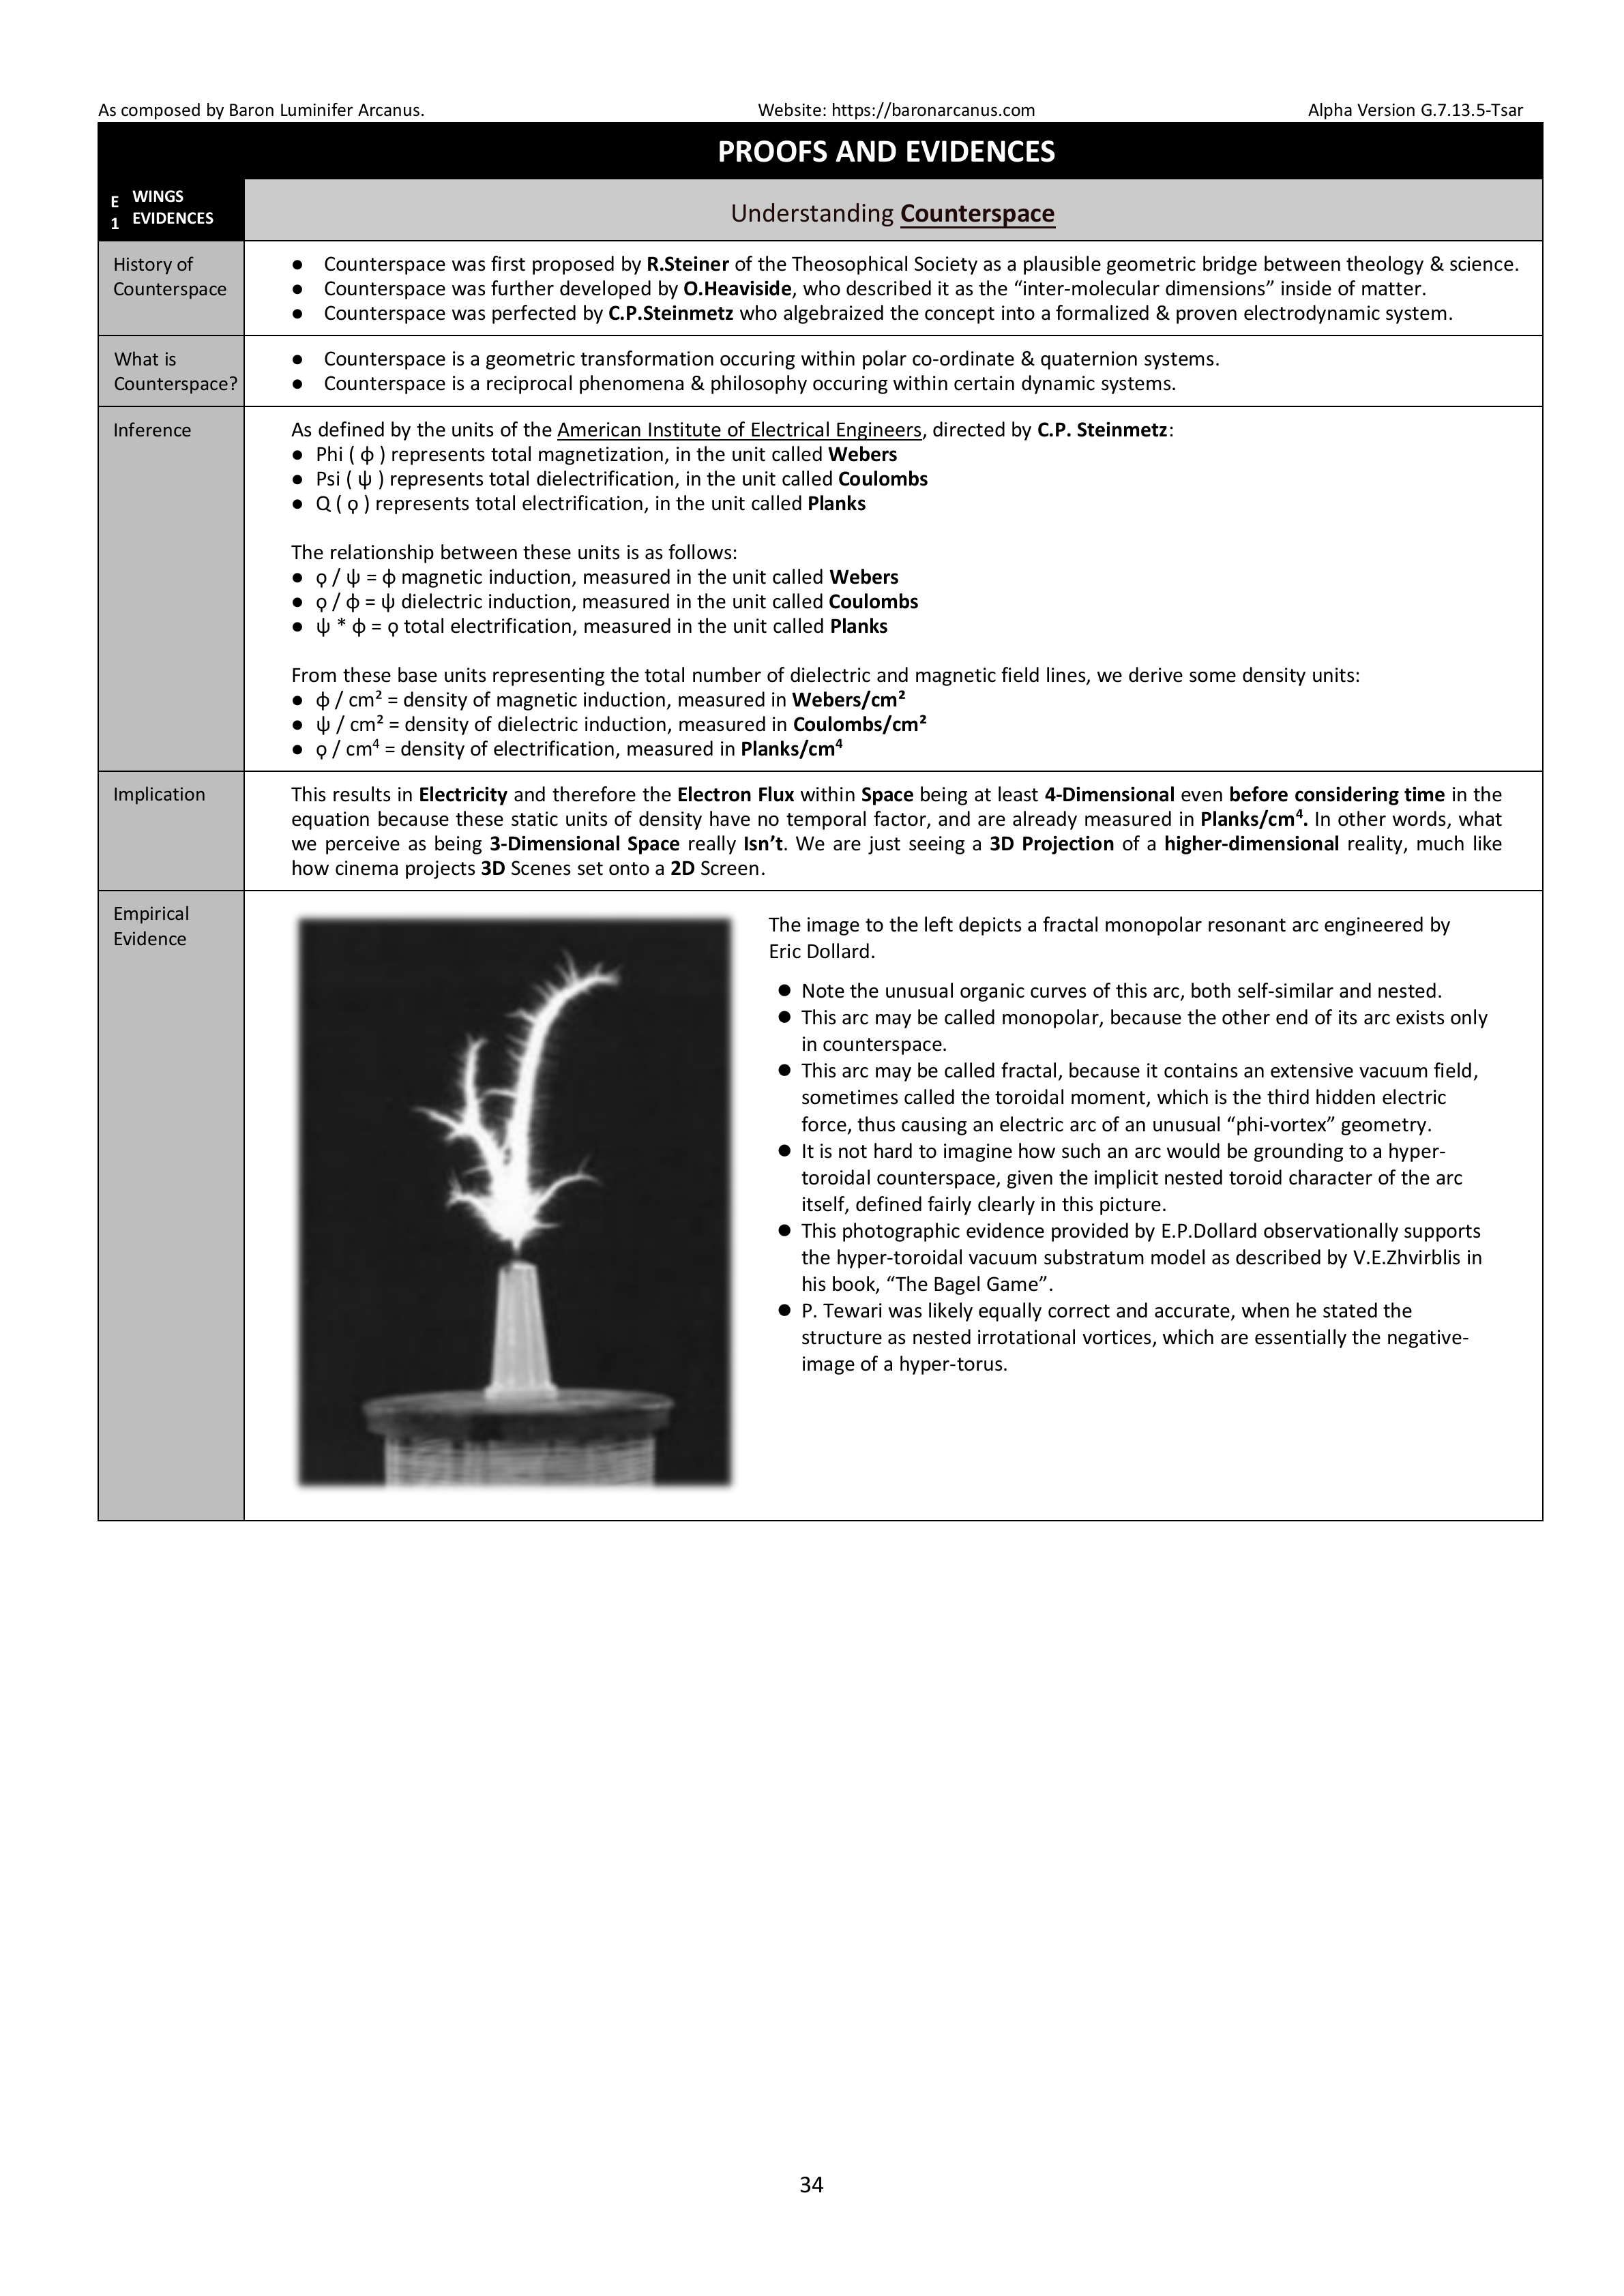 As composed by Baron Luminifer Arcanus. Website: https://baronarcanus.com Alpha Version G.7.13.5-Tsar
PROOFS AND EVIDENCES
E 1 WINGS EVIDENCES
Understanding Counterspace
History of
Counterspace
● Counterspace was first proposed by R.Steiner of the Theosophical Society as a plausible geometric bridge between theology & science.
● Counterspace was further developed by O.Heaviside, who described it as the “inter-molecular dimensions” inside of matter.
● Counterspace was perfected by C.P.Steinmetz who algebraized the concept into a formalized & proven electrodynamic system.
What is
Counterspace?
● Counterspace is a geometric transformation occuring within polar co-ordinate & quaternion systems.
● Counterspace is a reciprocal phenomena & philosophy occuring within certain dynamic systems.
Inference
As defined by the units of the American Institute of Electrical Engineers, directed by C.P. Steinmetz:
● Phi ( ϕ ) represents total magnetization, in the unit called Webers
● Psi ( ψ ) represents total dielectrification, in the unit called Coulombs
● Q ( ϙ ) represents total electrification, in the unit called Planks
The relationship between these units is as follows:
● ϙ / ψ = ϕ magnetic induction, measured in the unit called Webers
● ϙ / ϕ = ψ dielectric induction, measured in the unit called Coulombs
● ψ * ϕ = ϙ total electrification, measured in the unit called Planks
From these base units representing the total number of dielectric and magnetic field lines, we derive some density units:
● ϕ / cm² = density of magnetic induction, measured in Webers/cm²
● ψ / cm² = density of dielectric induction, measured in Coulombs/cm²
● ϙ / cm⁴ = density of electrification, measured in Planks/cm⁴
Implication
This results in Electricity and therefore the Electron Flux within Space being at least 4-Dimensional even before considering time in the
equation because these static units of density have no temporal factor, and are already measured in Planks/cm⁴. In other words, what
we perceive as being 3-Dimensional Space really Isn’t. We are just seeing a 3D Projection of a higher-dimensional reality, much like
how cinema projects 3D Scenes set onto a 2D Screen.
Empirical
Evidence
The image to the left depicts a fractal monopolar resonant arc engineered by
Eric Dollard.
● Note the unusual organic curves of this arc, both self-similar and nested.
● This arc may be called monopolar, because the other end of its arc exists only
in counterspace.
● This arc may be called fractal, because it contains an extensive vacuum field,
sometimes called the toroidal moment, which is the third hidden electric
force, thus causing an electric arc of an unusual “phi-vortex” geometry.
● It is not hard to imagine how such an arc would be grounding to a hyper-
toroidal counterspace, given the implicit nested toroid character of the arc
itself, defined fairly clearly in this picture.
● This photographic evidence provided by E.P.Dollard observationally supports
the hyper-toroidal vacuum substratum model as described by V.E.Zhvirblis in
his book, “The Bagel Game”.
● P. Tewari was likely equally correct and accurate, when he stated the
structure as nested irrotational vortices, which are essentially the negative-
image of a hyper-torus.
34